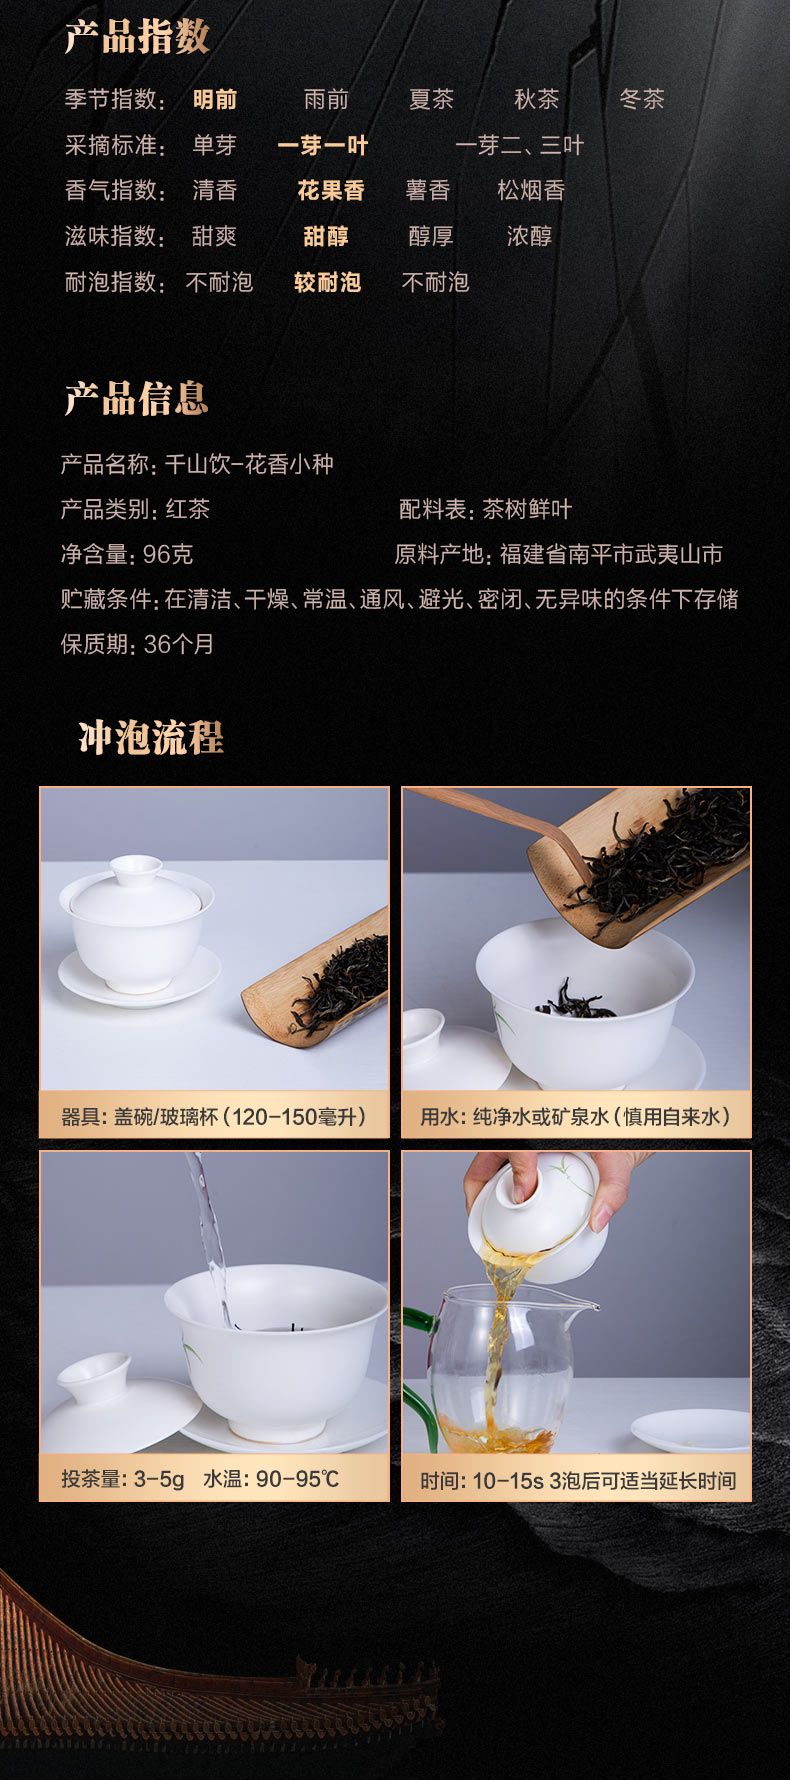 产品指数
季节指数： 明前 雨前 夏茶 秋茶 冬茶
采摘标准： 单芽 一芽一叶 一芽二、三叶
香气指数： 清香 花果香 薯香 松烟香
滋味指数： 甜爽 甜醇 醇厚 浓醇
耐泡指数： 不耐泡 较耐泡 不耐泡
产品信息
产品名称：千山饮-花香小种
产品类别：红茶 配料表：茶树鲜叶
净含量：96克 原料产地：福建省南平市武夷山市
贮藏条件：在清洁、干燥、常温、通风、避光、密闭、无异味的条件下存储
保质期：36个月
冲泡流程
器具：盖碗/玻璃杯（120-150毫升）
用水：纯净水或矿泉水（慎用自来水）
投茶量：3-5g 水温：90-95℃
时间：10-15s 3泡后可适当延长时间